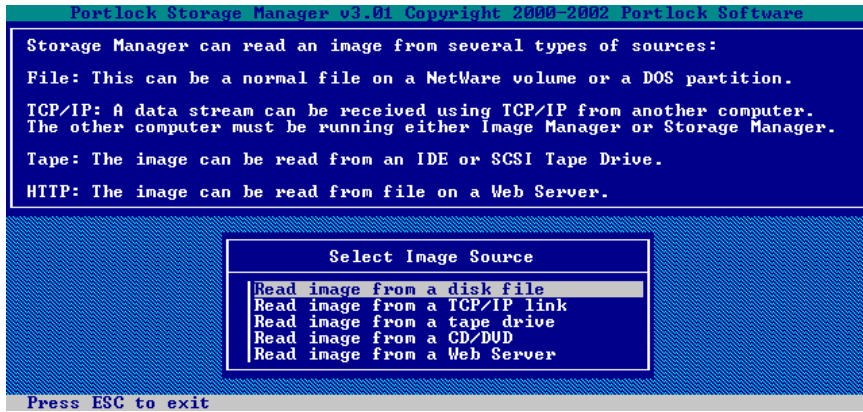 Portlock Storage Manager v3.01 Copyright 2000-2002 Portlock Software
Storage Manager can read an image from several types of sources:
File: This can be a normal file on a NetWare volume or a DOS partition.
TCP/IP: A data stream can be received using TCP/IP from another computer.
The other computer must be running either Image Manager or Storage Manager.
Tape: The image can be read from an IDE or SCSI Tape Drive.
HTTP: The image can be read from file on a Web Server.
Select Image Source
Read image from a disk file
Read image from a TCP/IP link
Read image from a tape drive
Read image from a CD/DVD
Read image from a Web Server
Press ESC to exit